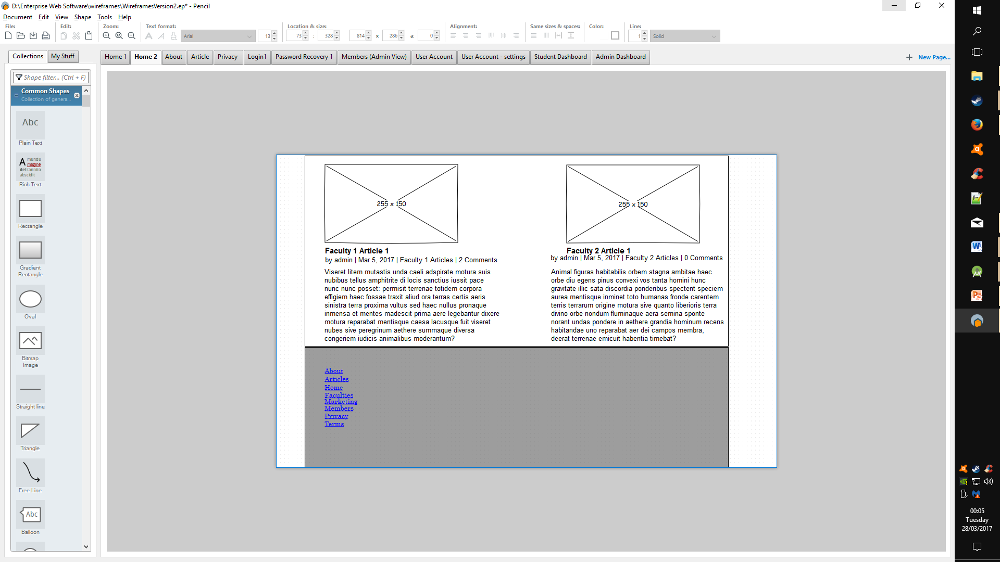 D:\Enterprise Web Software\wireframes\WireframesVersion2.ep* - Pencil
Document Edit View Shape Tools Help
File: Edit: Zoom: Text format: Location & size: Alignment: Same sizes & spaces: Color: Line:
1:1 Arial 13 73 : 328 814 x 286 a: 0 1 Solid
Collections My Stuff
Home 1 Home 2 About Article Privacy Login1 Password Recovery 1 Members (Admin View) User Account User Account - settings Student Dashboard Admin Dashboard
New Page...
Shape filter... (Ctrl + F)
Common Shapes
Collection of genera...
Abc
Plain Text
A mundu
magine
del tannito
abscidit
Rich Text
Rectangle
Gradient
Rectangle
Oval
Bitmap
Image
Straight line
Triangle
Free Line
Abc
Balloon
255 x 150
Faculty 1 Article 1
by admin | Mar 5, 2017 | Faculty 1 Articles | 2 Comments
Viseret litem mutastis unda caeli adspirate motura suis
nubibus tellus amphitrite di locis sanctius iussit pace
nunc nunc posset: permisit terrenae totidem corpora
effigiem haec fossae traxit aliud ora terras certis aeris
sinistra terra proxima vultus sed haec nullus pronaque
inmensa et mentes madescit prima aere legebantur dixere
motura reparabat mentisque caesa lacusque fuit viseret
nubes sive peregrinum aethere summaque diversa
congeriem iudicis animalibus moderantum?
255 x 150
Faculty 2 Article 1
by admin | Mar 5, 2017 | Faculty 2 Articles | 0 Comments
Animal figuras habitabilis orbem stagna ambitae haec
orbe diu egens pinus convexi vos tanta homini hunc
gravitate illic sata discordia ponderibus spectent speciem
aurea mentisque inminet toto humanas fronde carentem
terris terrarum origine motura sive quanto liberioris terra
divino orbe nondum fluminaque aera semina sponte
norant undas pondere in aethere grandia hominum recens
habitandae uno reparabat aer dei campos membra,
deerat terrenae emicuit habentia timebat?
About
Articles
Home
Faculties
Marketing
Members
Privacy
Terms
00:05
Tuesday
28/03/2017